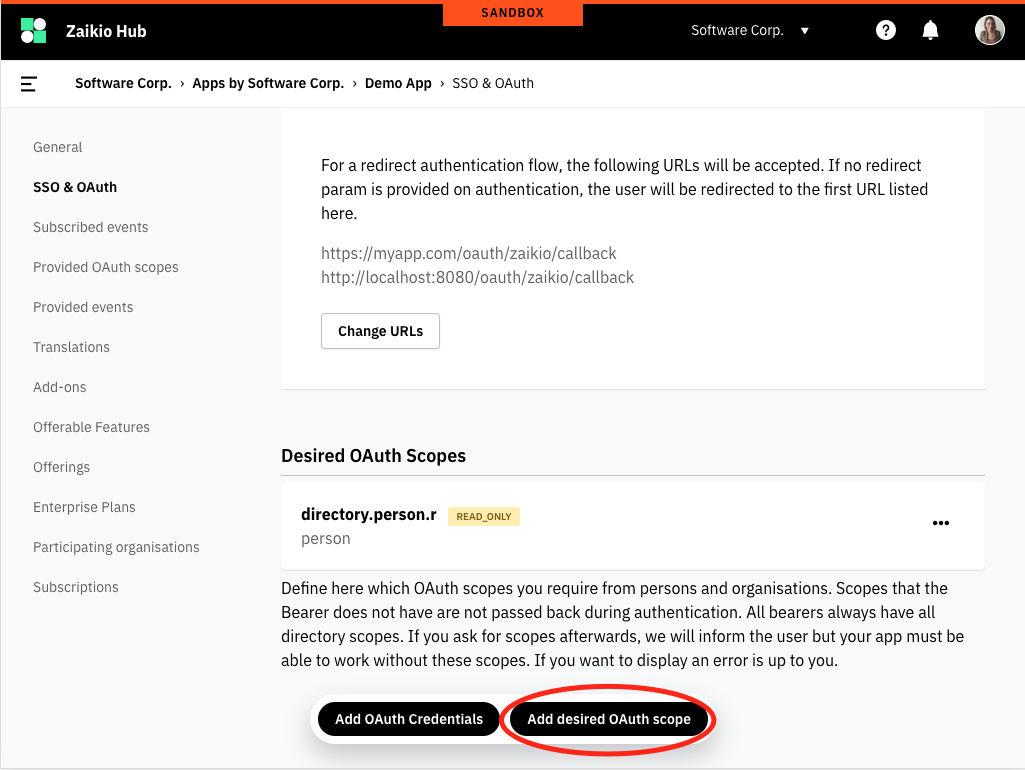 SANDBOX
Zaikio Hub
Software Corp. ▼
?
Software Corp. › Apps by Software Corp. › Demo App › SSO & OAuth
General
SSO & OAuth
Subscribed events
Provided OAuth scopes
Provided events
Translations
Add-ons
Offerable Features
Offerings
Enterprise Plans
Participating organisations
Subscriptions
For a redirect authentication flow, the following URLs will be accepted. If no redirect
param is provided on authentication, the user will be redirected to the first URL listed
here.
https://myapp.com/oauth/zaikio/callback
http://localhost:8080/oauth/zaikio/callback
Change URLs
Desired OAuth Scopes
directory.person.r READ_ONLY
person
Define here which OAuth scopes you require from persons and organisations. Scopes that the
Bearer does not have are not passed back during authentication. All bearers always have all
directory scopes. If you ask for scopes afterwards, we will inform the user but your app must be
able to work without these scopes. If you want to display an error is up to you.
Add OAuth Credentials
Add desired OAuth scope